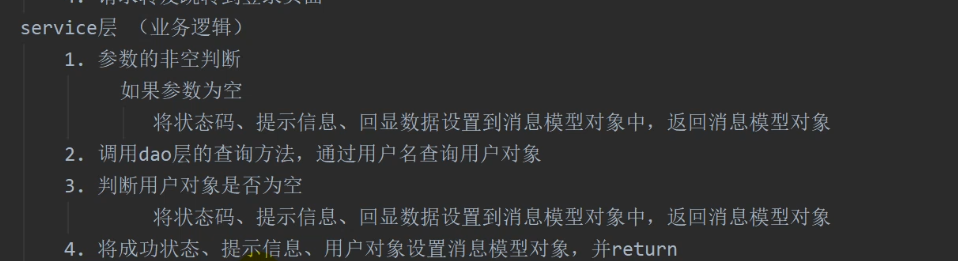 service层 （业务逻辑）
1. 参数的非空判断
如果参数为空
将状态码、提示信息、回显数据设置到消息模型对象中，返回消息模型对象
2. 调用dao层的查询方法，通过用户名查询用户对象
3. 判断用户对象是否为空
将状态码、提示信息、回显数据设置到消息模型对象中，返回消息模型对象
4. 将成功状态、提示信息、用户对象设置消息模型对象，并return